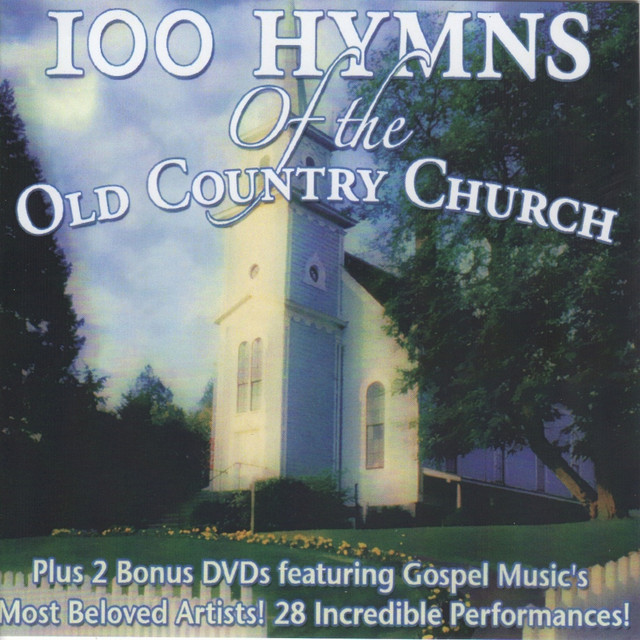 100 HYMNS
Of the
OLD COUNTRY CHURCH
Plus 2 Bonus DVDs featuring Gospel Music's
Most Beloved Artists! 28 Incredible Performances!